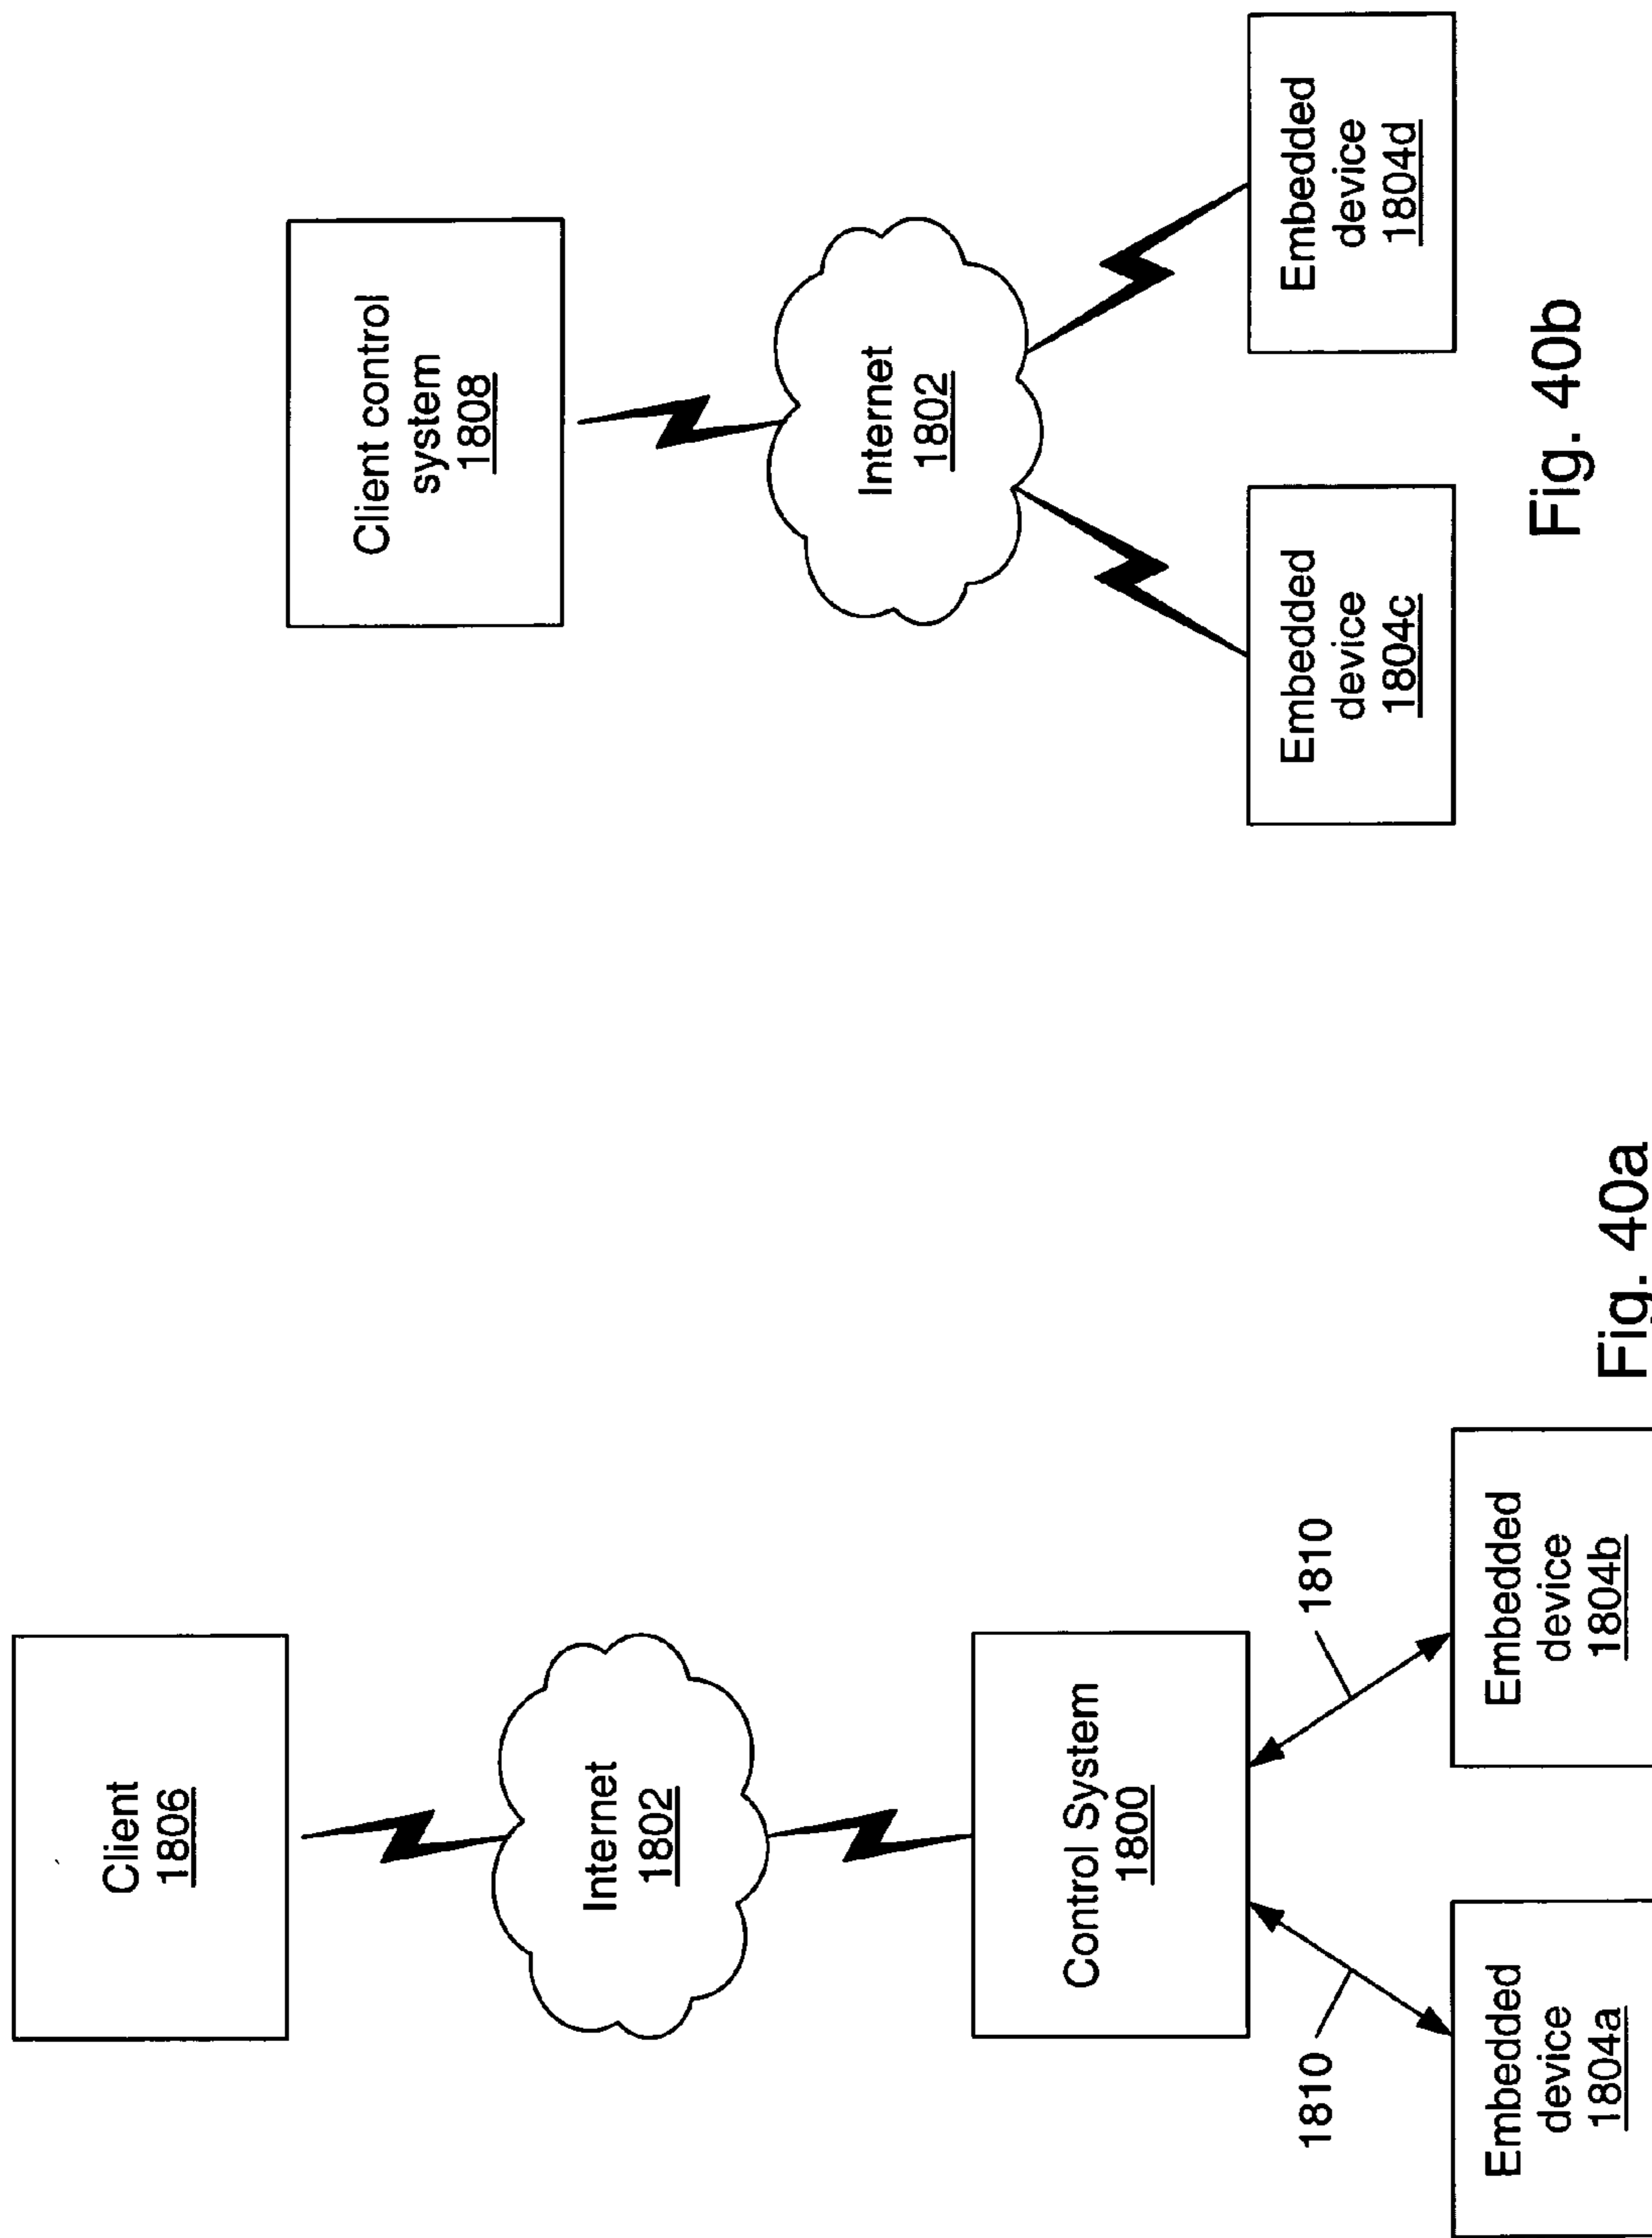 Client
1806
Internet
1802
Control System
1800
1810
1810
Embedded
device
1804a
Embedded
device
1804b
Fig. 40a
Client control
system
1808
Internet
1802
Embedded
device
1804c
Embedded
device
1804d
Fig. 40b